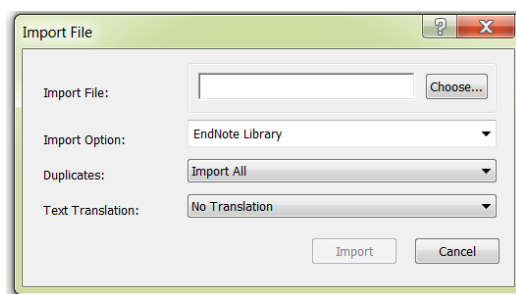 Import File
Import File:
Choose...
Import Option:
EndNote Library
Duplicates:
Import All
Text Translation:
No Translation
Import
Cancel